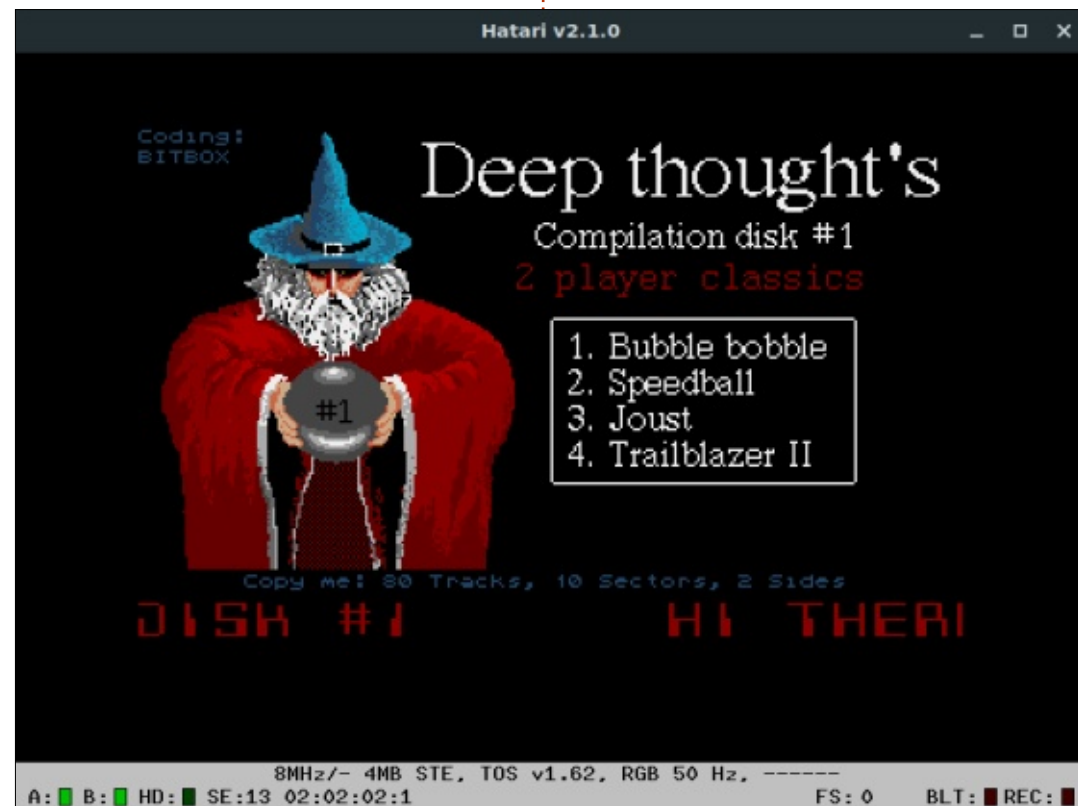 Hatari v2.1.0
Coding:
BITBOX
Deep thought's
Compilation disk #1
2 player classics
1. Bubble bobble
2. Speedball
3. Joust
4. Trailblazer II
#1
Copy me: 80 Tracks, 10 Sectors, 2 Sides
DISK #1 HI THER
8MHz/- 4MB STE, TOS v1.62, RGB 50 Hz, ------
A: B: HD: SE:13 02:02:02:1 FS: 0 BLT: REC: